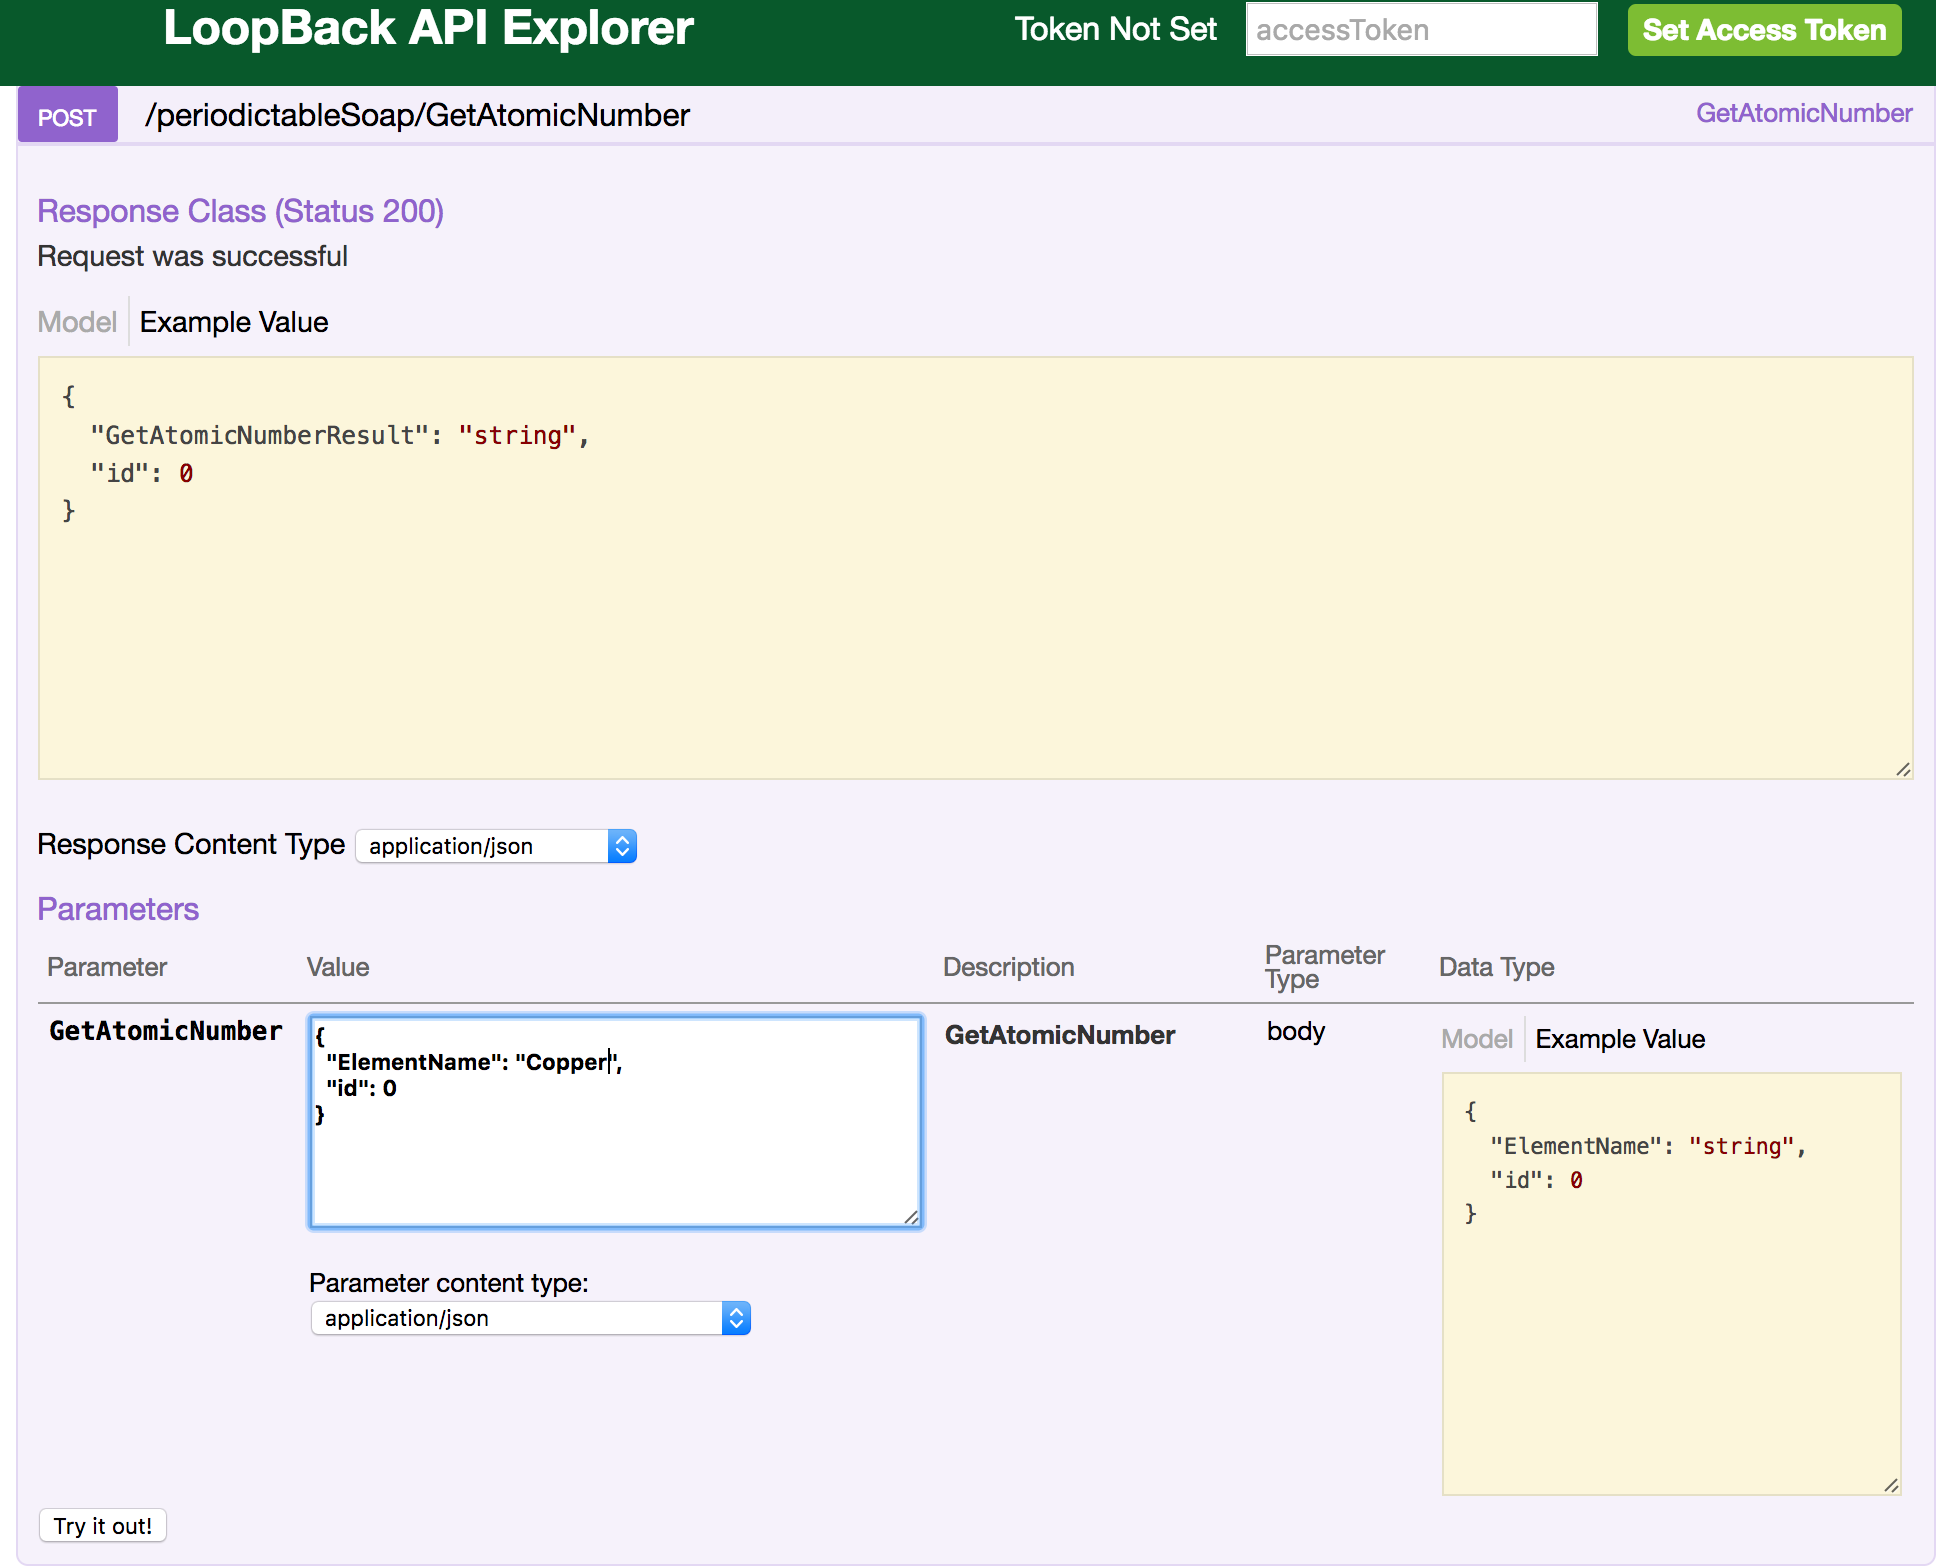 LoopBack API Explorer
Token Not Set
accessToken
Set Access Token
POST
/periodictableSoap/GetAtomicNumber
GetAtomicNumber
Response Class (Status 200)
Request was successful
Model
Example Value
{
"GetAtomicNumberResult": "string",
"id": 0
}
Response Content Type
application/json
Parameters
Parameter
Value
Description
Parameter
Type
Data Type
GetAtomicNumber
{
"ElementName": "Copper",
"id": 0
}
Parameter content type:
application/json
GetAtomicNumber
body
Model
Example Value
{
"ElementName": "string",
"id": 0
}
Try it out!